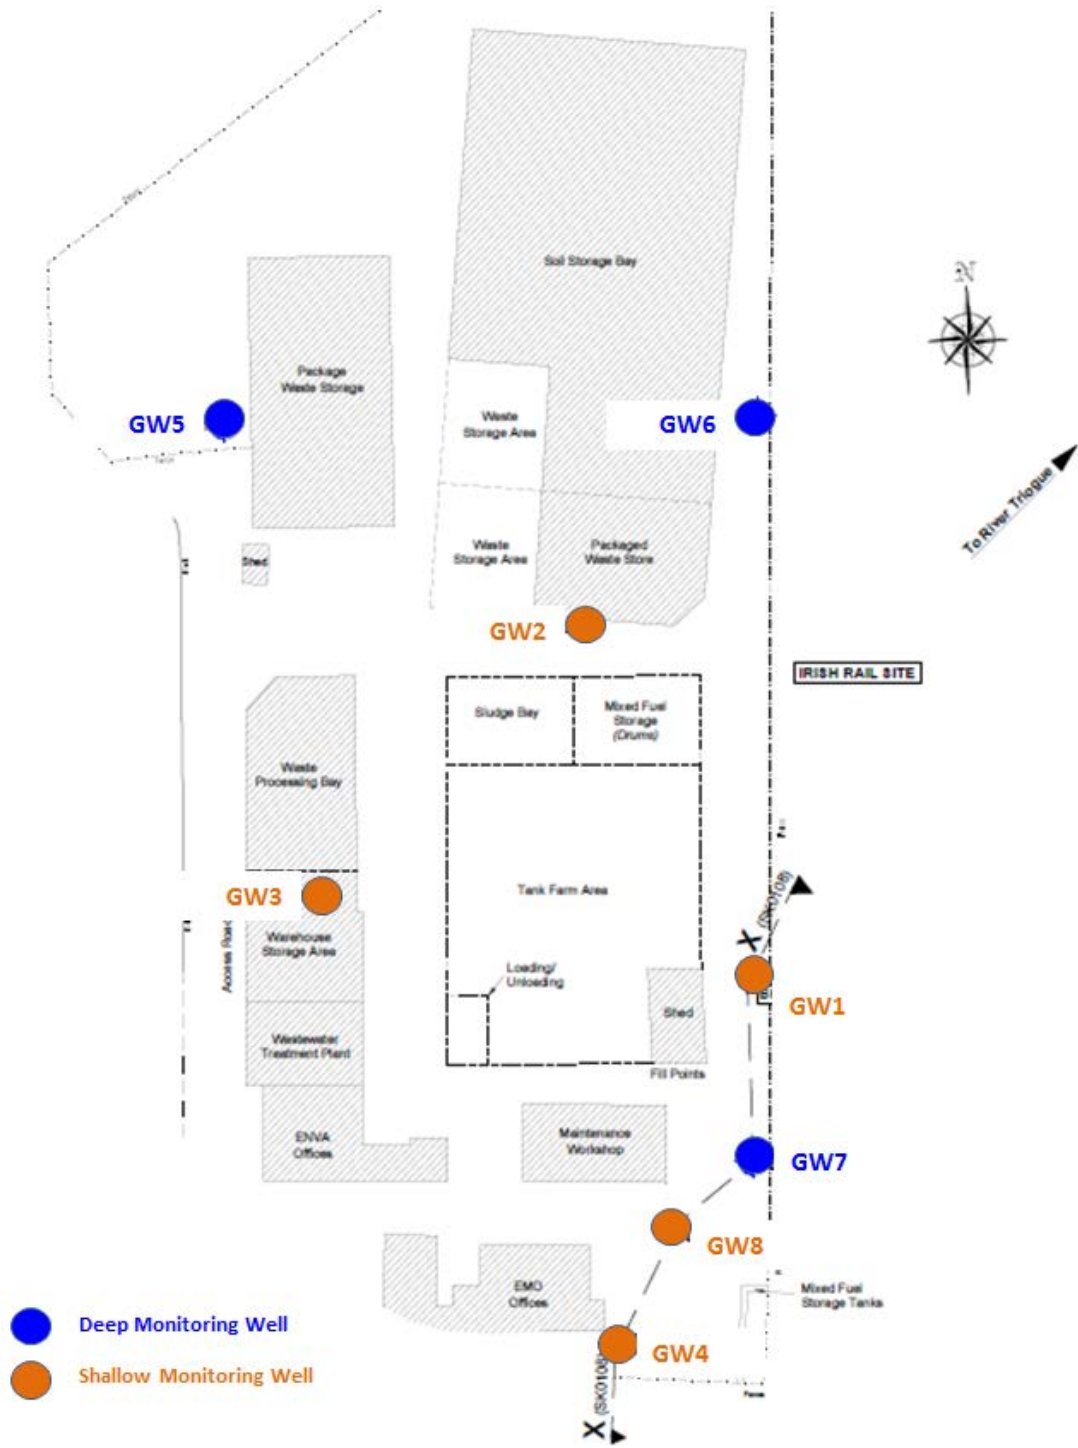 N
Soil Storage Bay
Package
Waste Storage
GW5
Waste
Storage Area
GW6
To River Triogue
Shed
Waste
Storage Area
Packaged
Waste Store
GW2
IRISH RAIL SITE
Sludge Bay
Mixed Fuel
Storage
(Drums)
Waste
Processing Bay
GW3
Tank Farm Area
X (SK0108)
Warehouse
Storage Area
Access Road
Loading/
Unloading
GW1
Shed
Wastewater
Treatment Plant
Fill Points
ENVA
Offices
Maintenance
Workshop
GW7
GW8
EMO
Offices
Mixed Fuel
Storage Tanks
Deep Monitoring Well
GW4
Shallow Monitoring Well
X (SK0108)
Fence